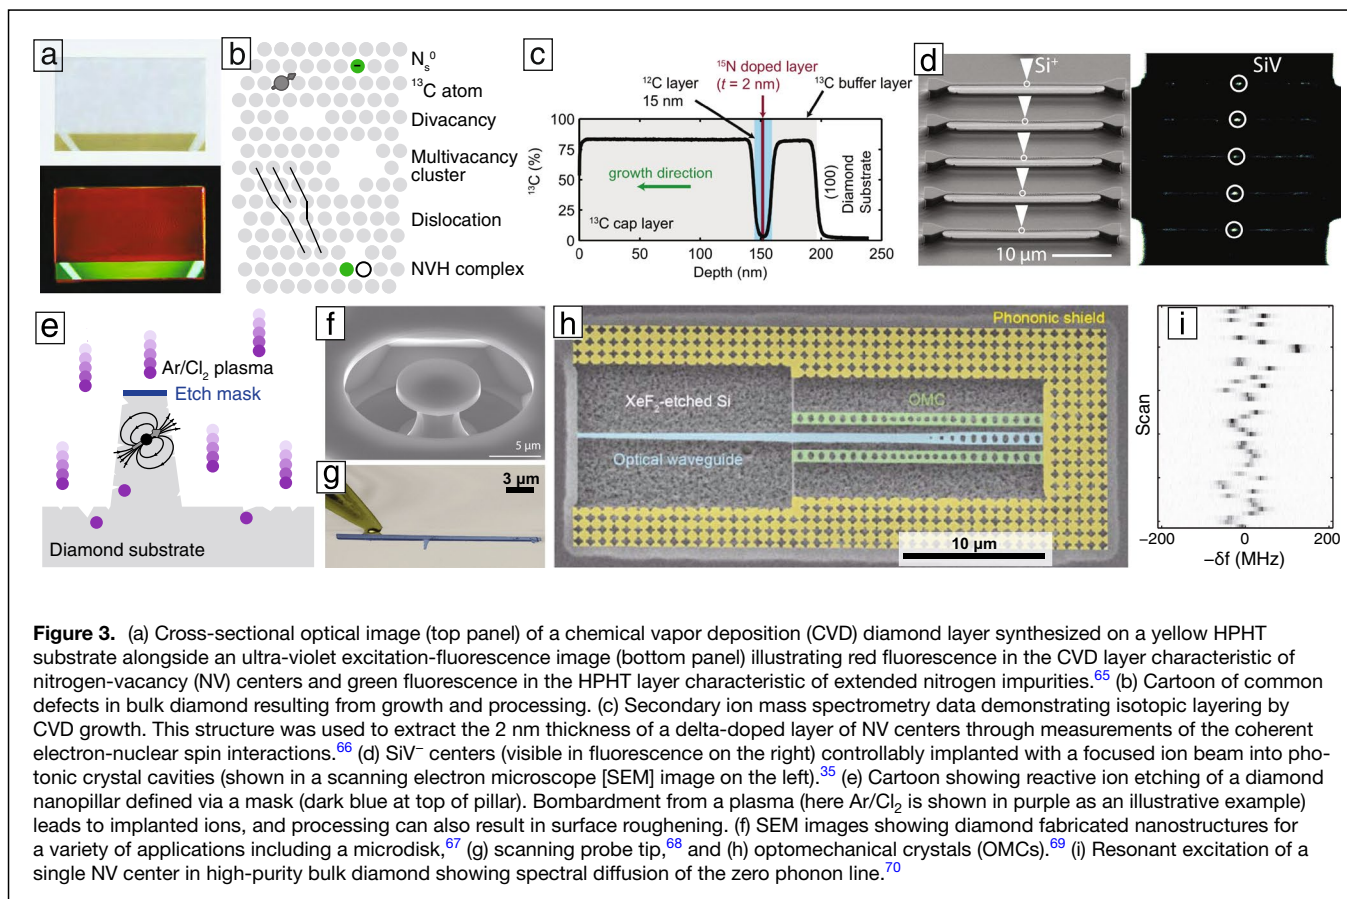 a
b
N_s^0
13C atom
Divacancy
Multivacancy
cluster
Dislocation
NVH complex
c
15N doped layer
(t = 2 nm)
12C layer
15 nm
13C buffer layer
100
75
50
25
0
13C (%)
growth direction
13C cap layer
(100)
Diamond
Substrate
0
50
100
150
200
Depth (nm)
d
Si+
10 µm
SiV
e
Ar/Cl2 plasma
Etch mask
Diamond substrate
f
5 µm
g
3 µm
h
Phononic shield
XeF2-etched Si
OMC
Optical waveguide
10 µm
i
Scan
−200
0
200
−δf (MHz)
Figure 3. (a) Cross-sectional optical image (top panel) of a chemical vapor deposition (CVD) diamond layer synthesized on a yellow HPHT
substrate alongside an ultra-violet excitation-fluorescence image (bottom panel) illustrating red fluorescence in the CVD layer characteristic of
nitrogen-vacancy (NV) centers and green fluorescence in the HPHT layer characteristic of extended nitrogen impurities.65 (b) Cartoon of common
defects in bulk diamond resulting from growth and processing. (c) Secondary ion mass spectrometry data demonstrating isotopic layering by
CVD growth. This structure was used to extract the 2 nm thickness of a delta-doped layer of NV centers through measurements of the coherent
electron-nuclear spin interactions.66 (d) SiV− centers (visible in fluorescence on the right) controllably implanted with a focused ion beam into pho-
tonic crystal cavities (shown in a scanning electron microscope [SEM] image on the left).35 (e) Cartoon showing reactive ion etching of a diamond
nanopillar defined via a mask (dark blue at top of pillar). Bombardment from a plasma (here Ar/Cl2 is shown in purple as an illustrative example)
leads to implanted ions, and processing can also result in surface roughening. (f) SEM images showing diamond fabricated nanostructures for
a variety of applications including a microdisk,67 (g) scanning probe tip,68 and (h) optomechanical crystals (OMCs).69 (i) Resonant excitation of a
single NV center in high-purity bulk diamond showing spectral diffusion of the zero phonon line.70